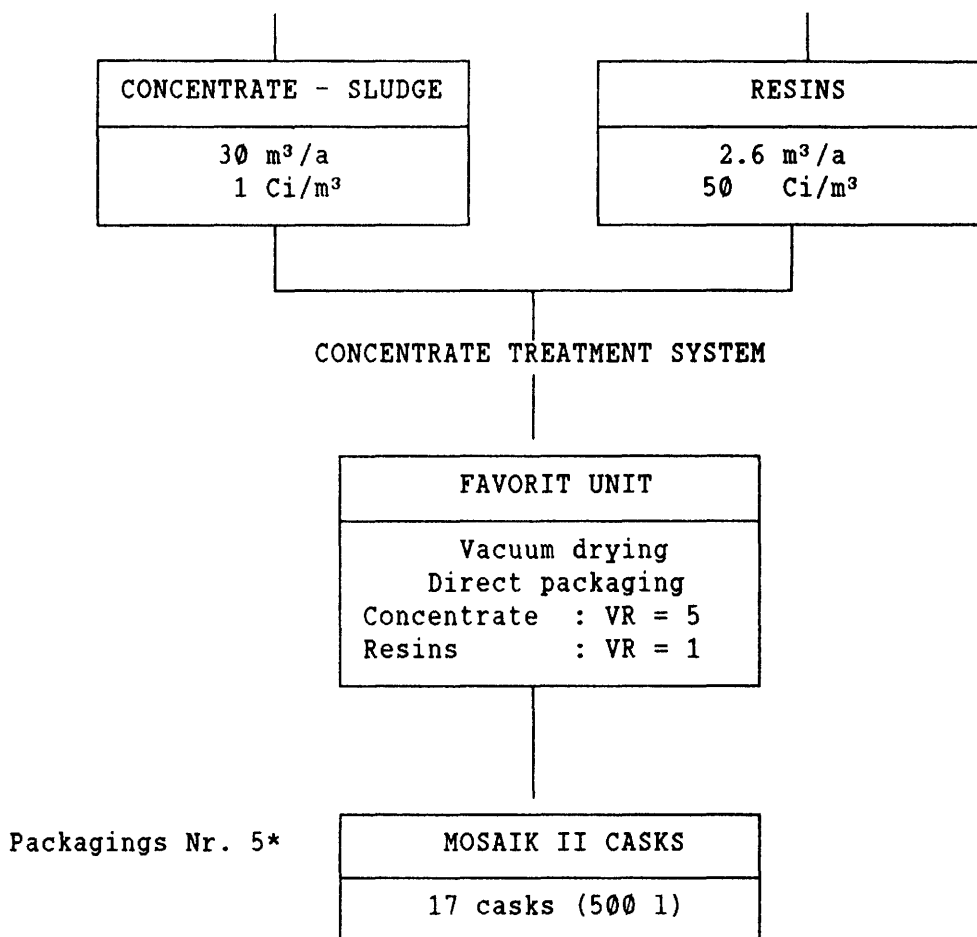 CONCENTRATE - SLUDGE
30 m³/a
1 Ci/m³
RESINS
2.6 m³/a
50 Ci/m³
CONCENTRATE TREATMENT SYSTEM
FAVORIT UNIT
Vacuum drying
Direct packaging
Concentrate : VR = 5
Resins : VR = 1
Packagings Nr. 5*
MOSAIK II CASKS
17 casks (500 l)